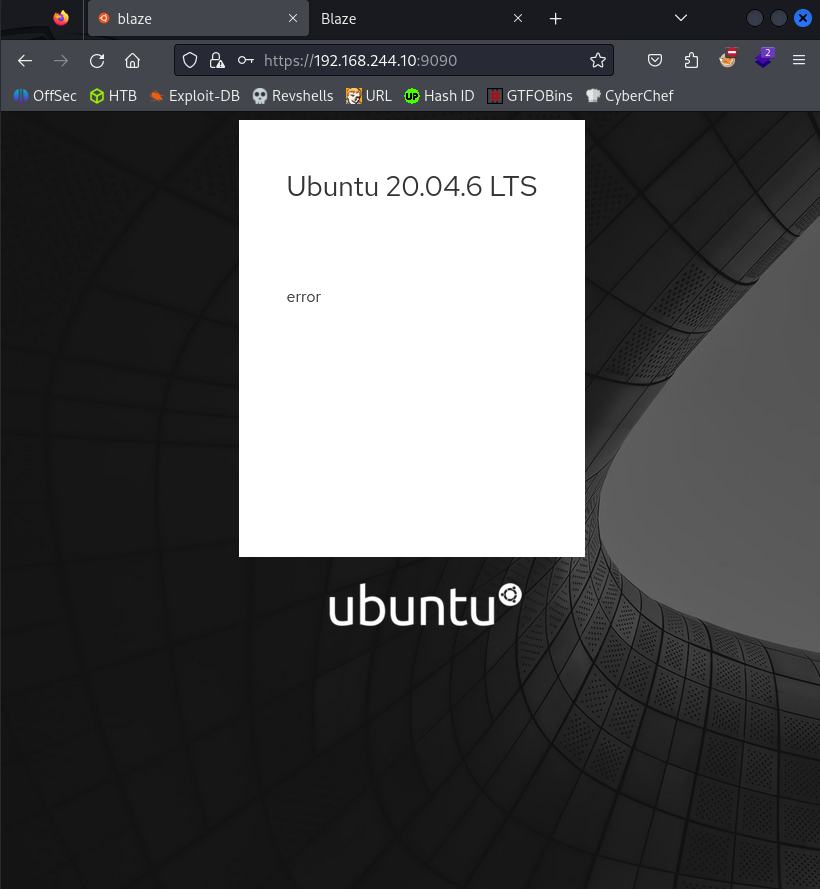 blaze
Blaze
https://192.168.244.10:9090
2
OffSec HTB Exploit-DB Revshells URL UP Hash ID GTFOBins CyberChef
Ubuntu 20.04.6 LTS
error
ubuntu